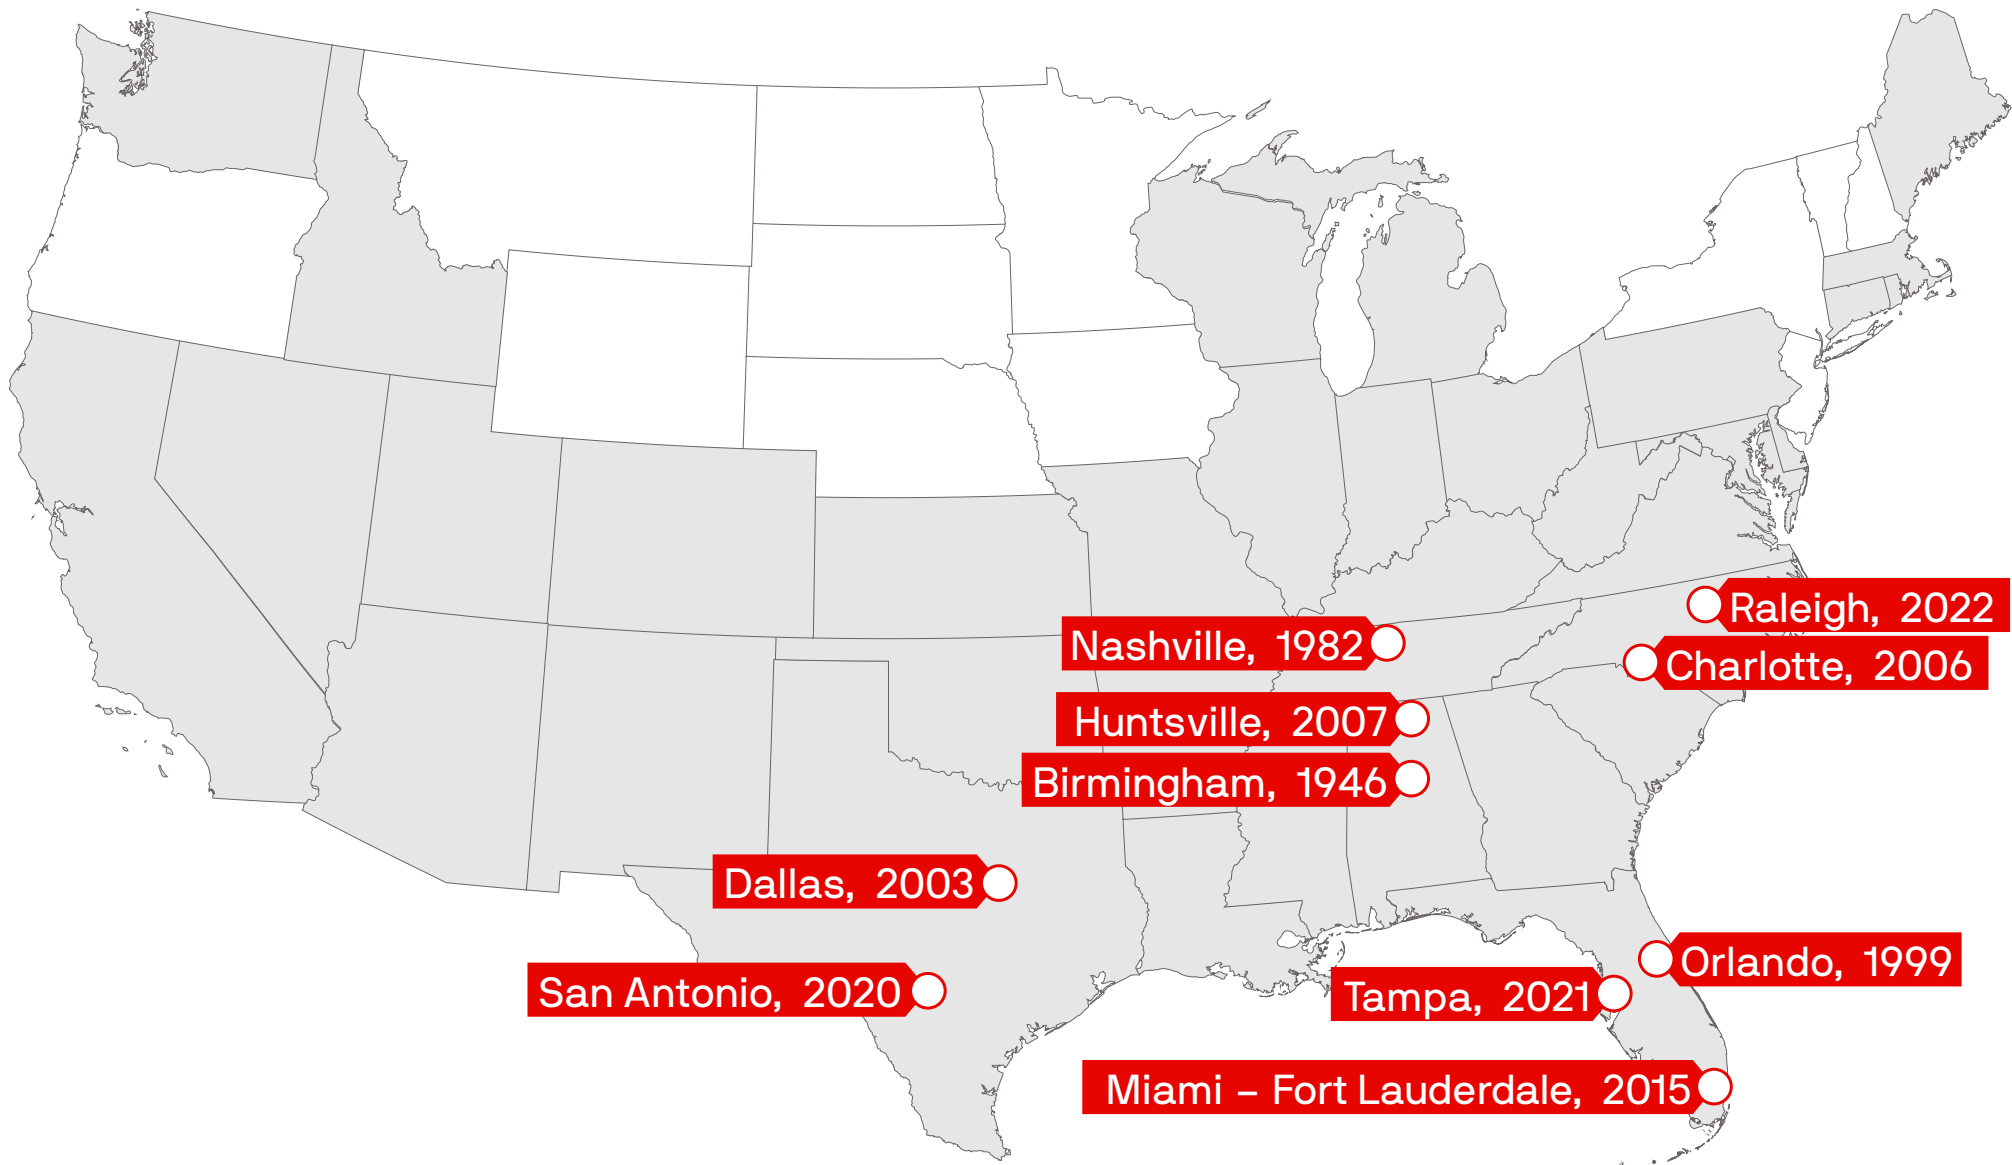 Raleigh, 2022
Nashville, 1982
Charlotte, 2006
Huntsville, 2007
Birmingham, 1946
Dallas, 2003
Orlando, 1999
San Antonio, 2020
Tampa, 2021
Miami – Fort Lauderdale, 2015